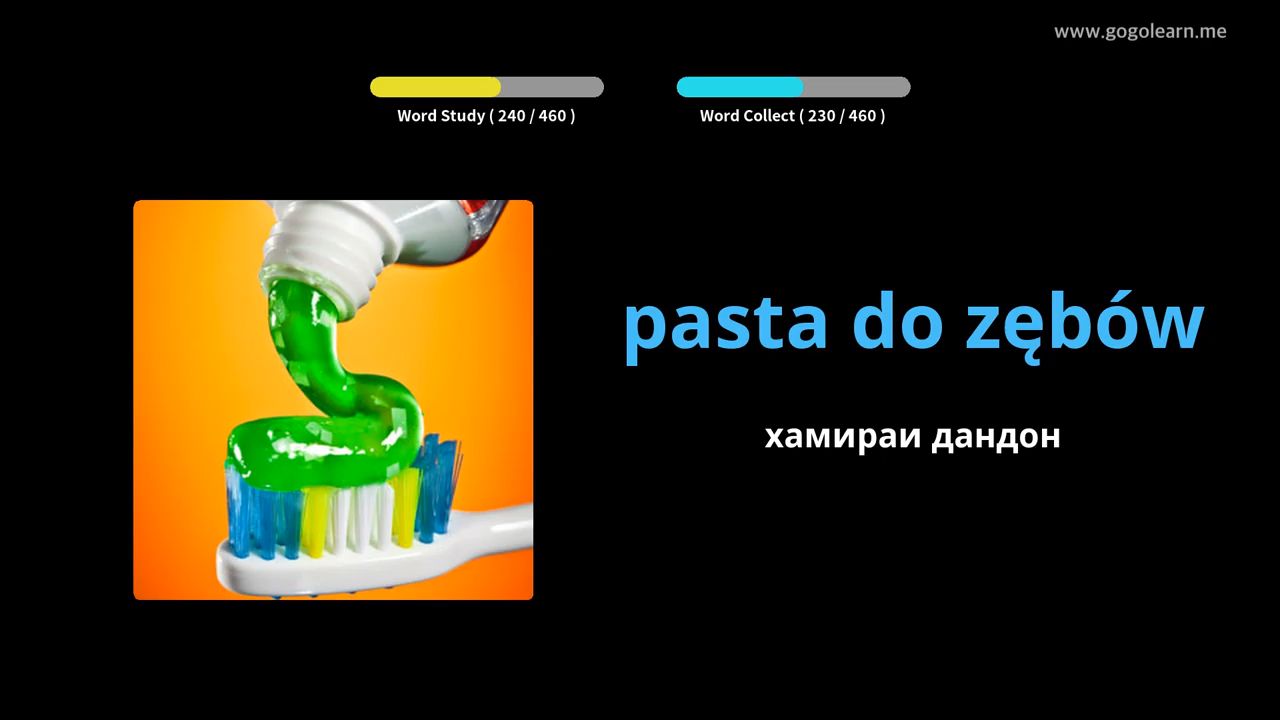 www.gogolearn.me
Word Study ( 240 / 460 )
Word Collect ( 230 / 460 )
pasta do zębów
хамираи дандон